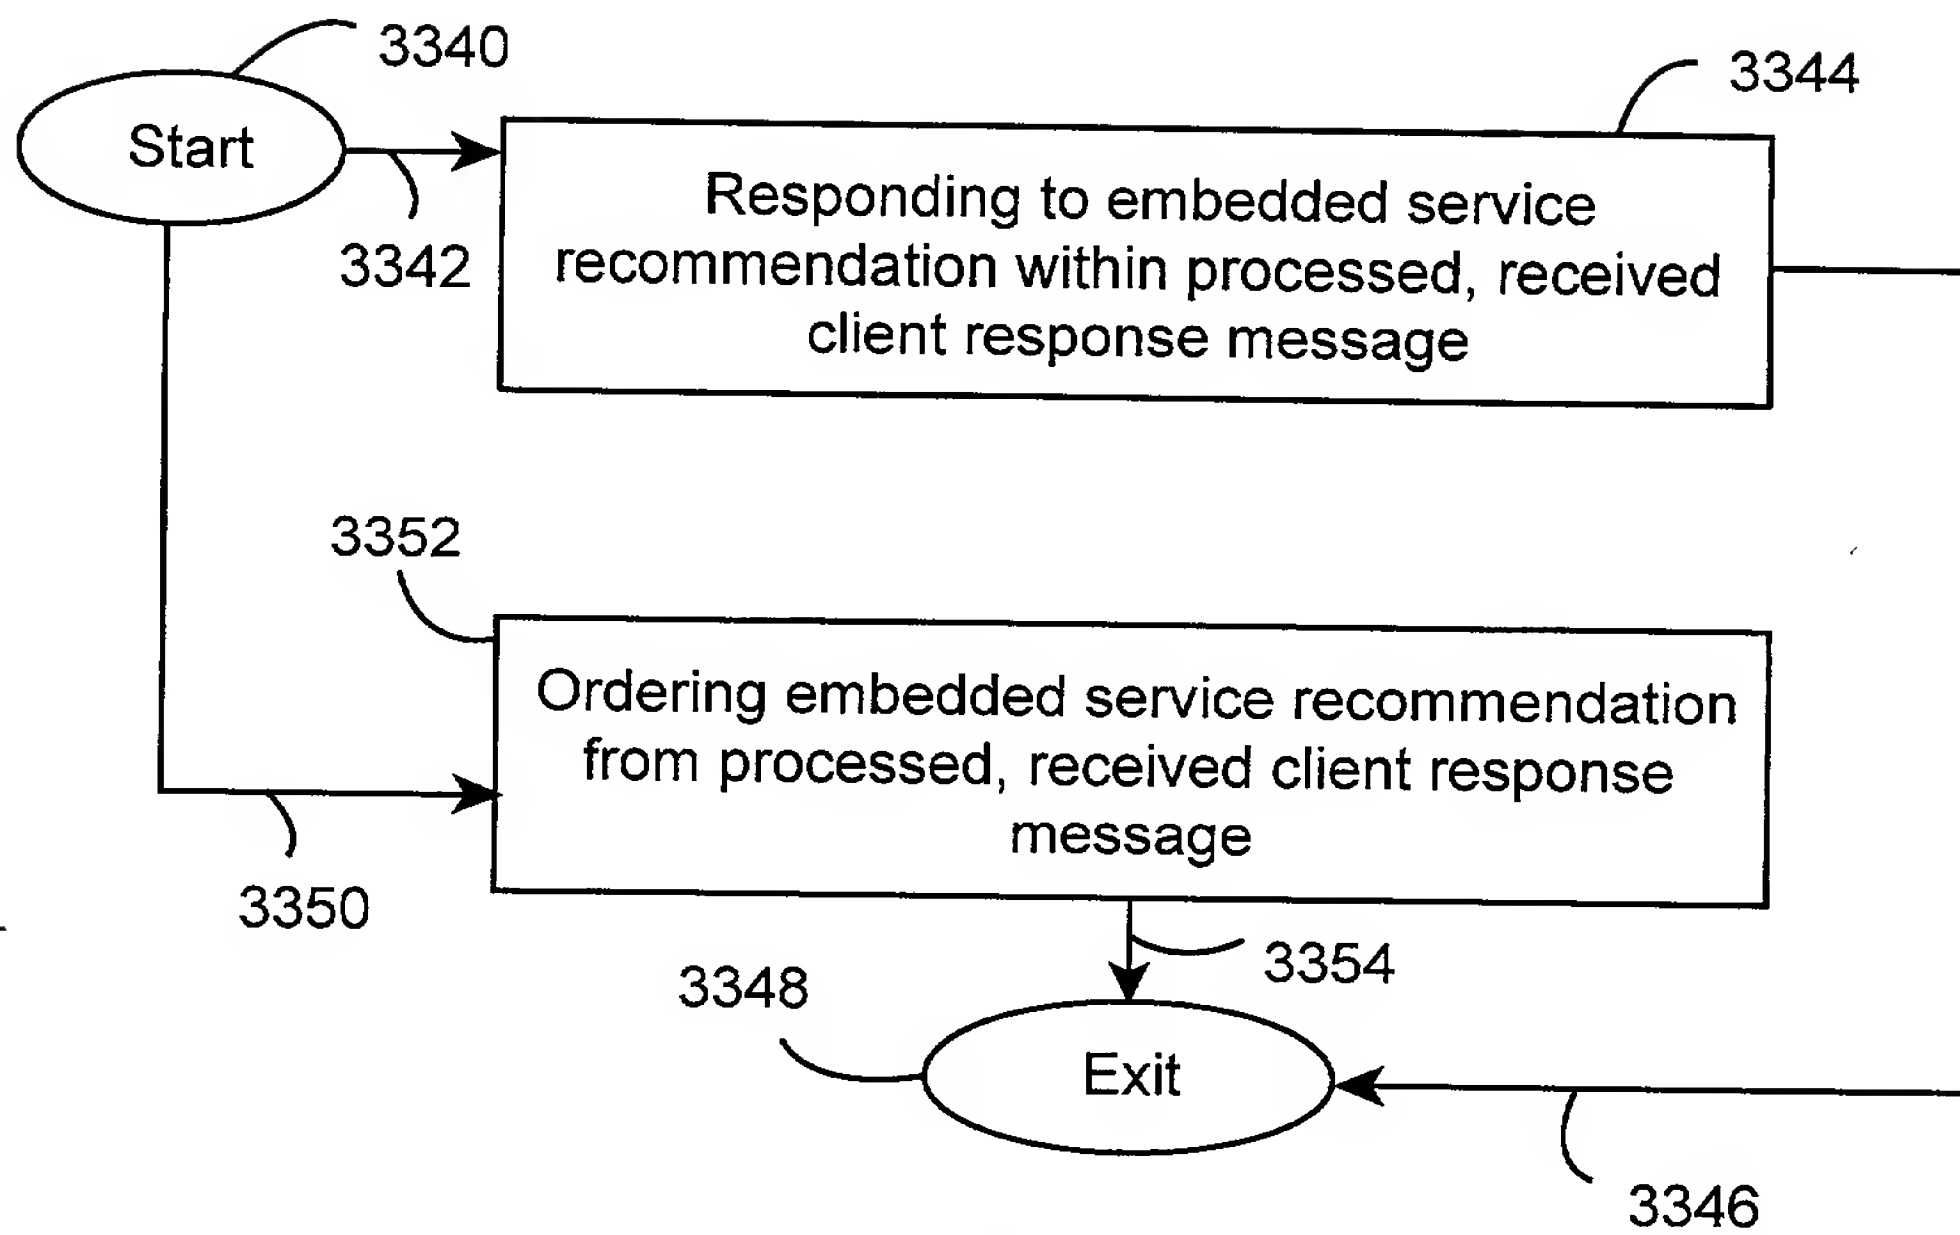 3340
3344
Start
Responding to embedded service
recommendation within processed, received
client response message
3342
3352
Ordering embedded service recommendation
from processed, received client response
message
3350
3354
3348
Exit
3346